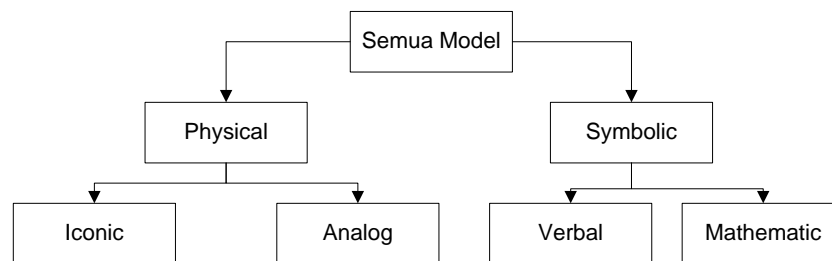 Semua Model
Physical
Symbolic
Iconic
Analog
Verbal
Mathematic